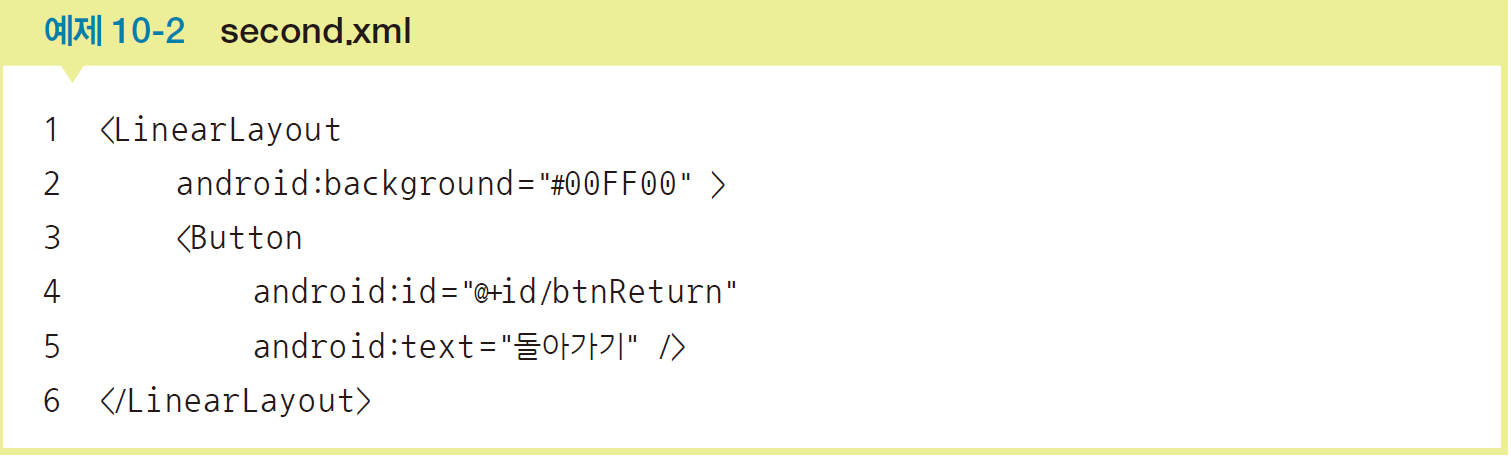 예제 10-2 second.xml
1 <LinearLayout
2 android:background="#00FF00" >
3 <Button
4 android:id="@+id/btnReturn"
5 android:text="돌아가기" />
6 </LinearLayout>